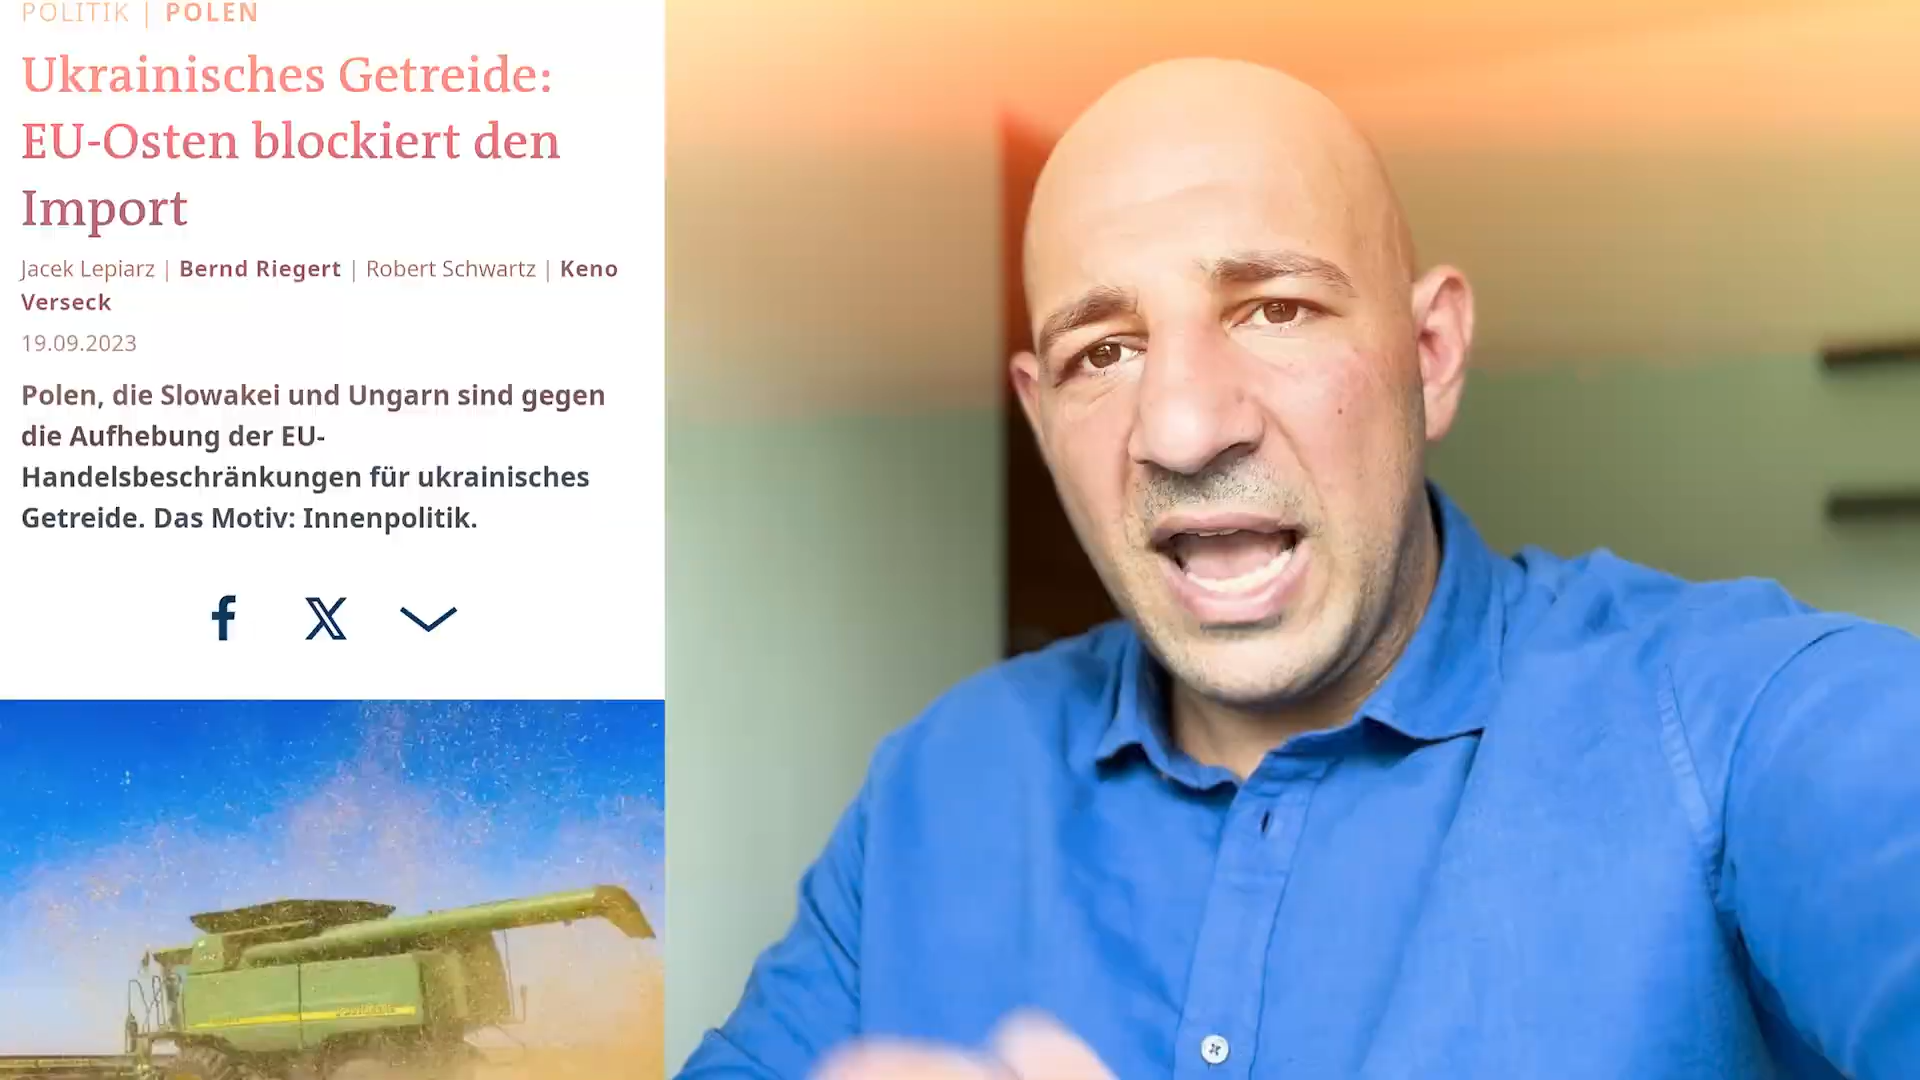 POLITIK | POLEN
Ukrainisches Getreide:
EU-Osten blockiert den
Import
Jacek Lepiarz | Bernd Riegert | Robert Schwartz | Keno
Verseck
19.09.2023
Polen, die Slowakei und Ungarn sind gegen
die Aufhebung der EU-
Handelsbeschränkungen für ukrainisches
Getreide. Das Motiv: Innenpolitik.